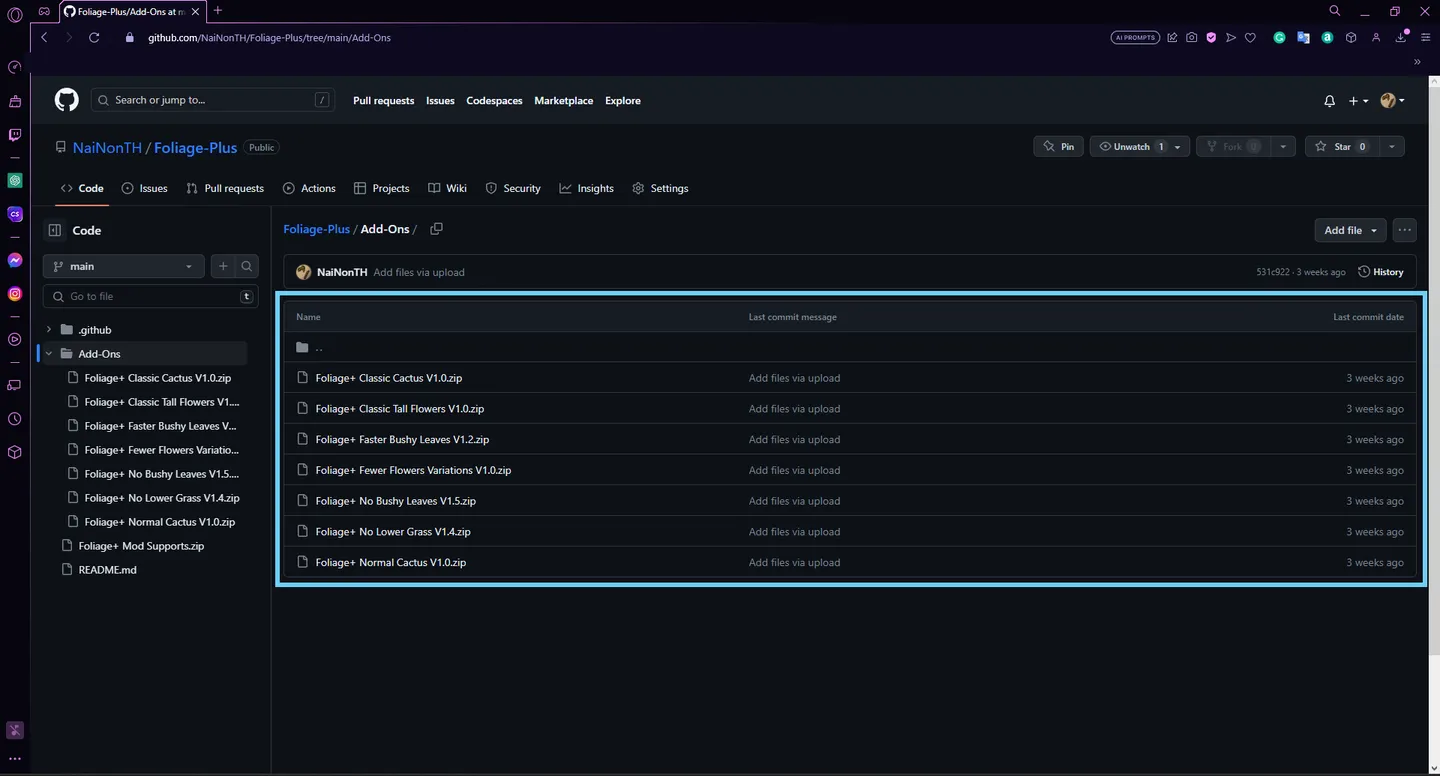 Foliage-Plus/Add-Ons at m
github.com/NaiNonTH/Foliage-Plus/tree/main/Add-Ons
AI PROMPTS
Search or jump to...
/
Pull requests
Issues
Codespaces
Marketplace
Explore
NaiNonTH / Foliage-Plus
Public
Pin
Unwatch 1
Fork 0
Star 0
Code
Issues
Pull requests
Actions
Projects
Wiki
Security
Insights
Settings
Code
main
Go to file
t
.github
Add-Ons
Foliage+ Classic Cactus V1.0.zip
Foliage+ Classic Tall Flowers V1....
Foliage+ Faster Bushy Leaves V...
Foliage+ Fewer Flowers Variatio...
Foliage+ No Bushy Leaves V1.5....
Foliage+ No Lower Grass V1.4.zip
Foliage+ Normal Cactus V1.0.zip
Foliage+ Mod Supports.zip
README.md
Foliage-Plus / Add-Ons /
Add file
NaiNonTH Add files via upload
531c922 · 3 weeks ago
History
Name Last commit message Last commit date
..
Foliage+ Classic Cactus V1.0.zip Add files via upload 3 weeks ago
Foliage+ Classic Tall Flowers V1.0.zip Add files via upload 3 weeks ago
Foliage+ Faster Bushy Leaves V1.2.zip Add files via upload 3 weeks ago
Foliage+ Fewer Flowers Variations V1.0.zip Add files via upload 3 weeks ago
Foliage+ No Bushy Leaves V1.5.zip Add files via upload 3 weeks ago
Foliage+ No Lower Grass V1.4.zip Add files via upload 3 weeks ago
Foliage+ Normal Cactus V1.0.zip Add files via upload 3 weeks ago